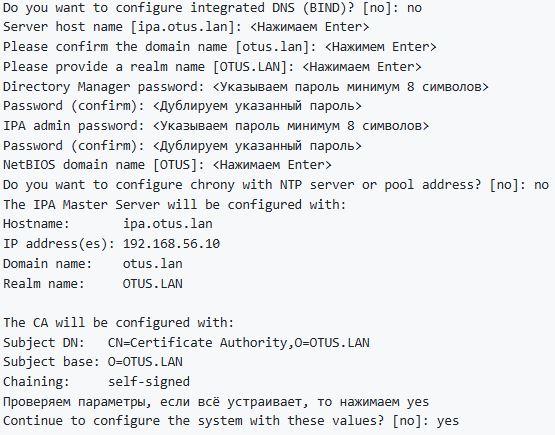 Do you want to configure integrated DNS (BIND)? [no]: no
Server host name [ipa.otus.lan]: <Нажимаем Enter>
Please confirm the domain name [otus.lan]: <Нажимем Enter>
Please provide a realm name [OTUS.LAN]: <Нажимаем Enter>
Directory Manager password: <Указываем пароль минимум 8 символов>
Password (confirm): <Дублируем указанный пароль>
IPA admin password: <Указываем пароль минимум 8 символов>
Password (confirm): <Дублируем указанный пароль>
NetBIOS domain name [OTUS]: <Нажимаем Enter>
Do you want to configure chrony with NTP server or pool address? [no]: no
The IPA Master Server will be configured with:
Hostname:       ipa.otus.lan
IP address(es): 192.168.56.10
Domain name:    otus.lan
Realm name:     OTUS.LAN

The CA will be configured with:
Subject DN:   CN=Certificate Authority,O=OTUS.LAN
Subject base: O=OTUS.LAN
Chaining:     self-signed
Проверяем параметры, если всё устраивает, то нажимаем yes
Continue to configure the system with these values? [no]: yes